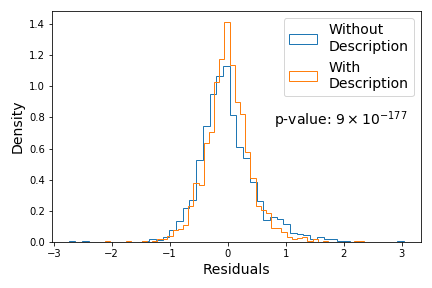 Without
Description
With
Description
p-value: 9 × 10⁻¹⁷⁷
Density
1.4
1.2
1.0
0.8
0.6
0.4
0.2
0.0
−3 −2 −1 0 1 2 3
Residuals